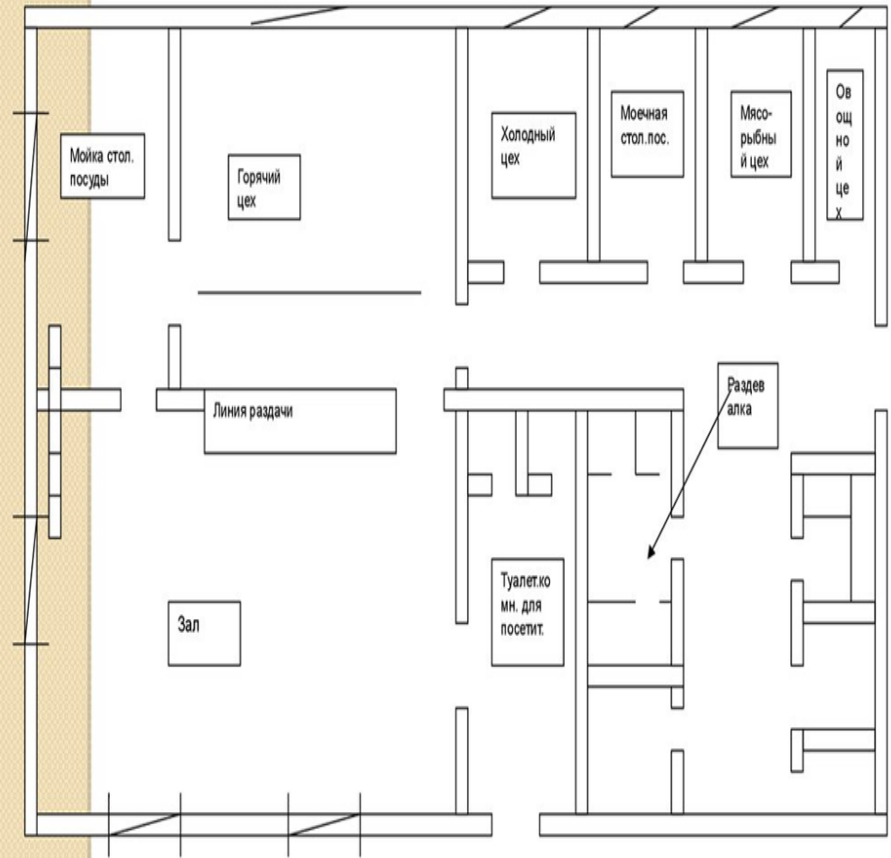 Мойка стол.
посуды
Горячий
цех
Холодный
цех
Моечная
стол.пос.
Мясо-
рыбны
й цех
Ов
ощ
но
й
це
х
Линия раздачи
Раздев
алка
Туалет.ко
мн. для
посетит.
Зал